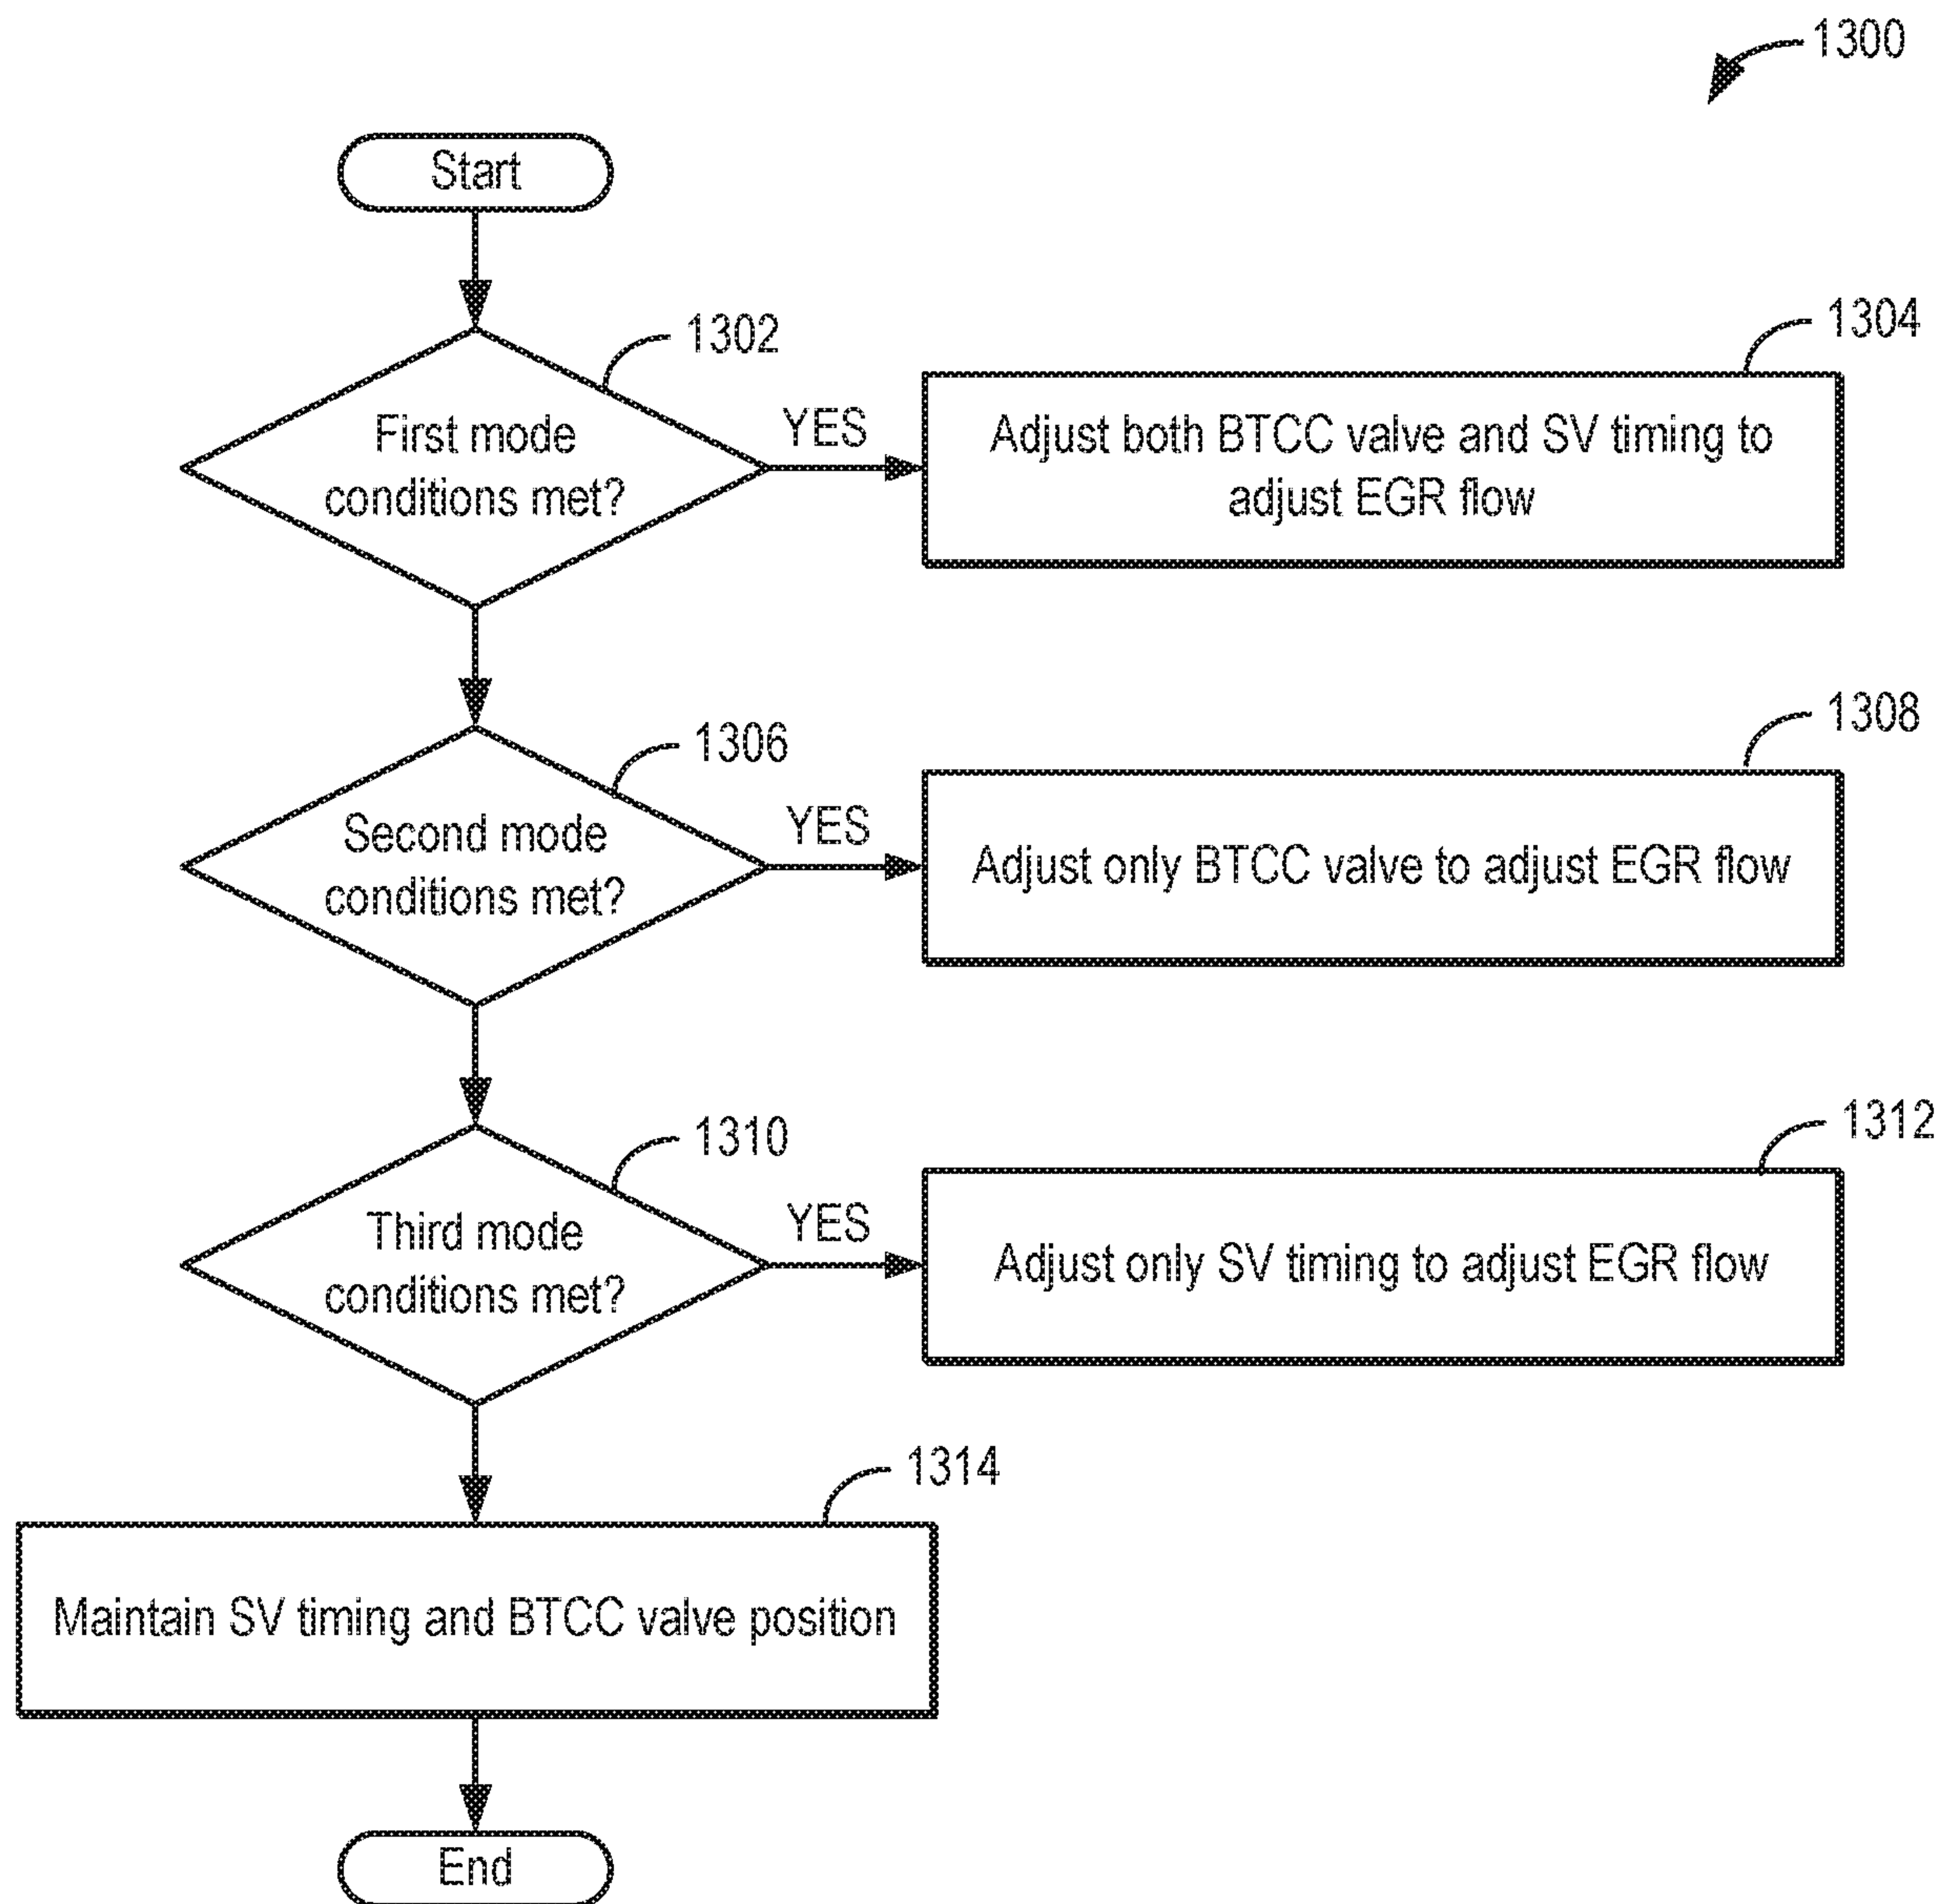 1300
Start
1302
1304
First mode
conditions met?
YES
Adjust both BTCC valve and SV timing to
adjust EGR flow
1306
1308
Second mode
conditions met?
YES
Adjust only BTCC valve to adjust EGR flow
1310
1312
Third mode
conditions met?
YES
Adjust only SV timing to adjust EGR flow
1314
Maintain SV timing and BTCC valve position
End